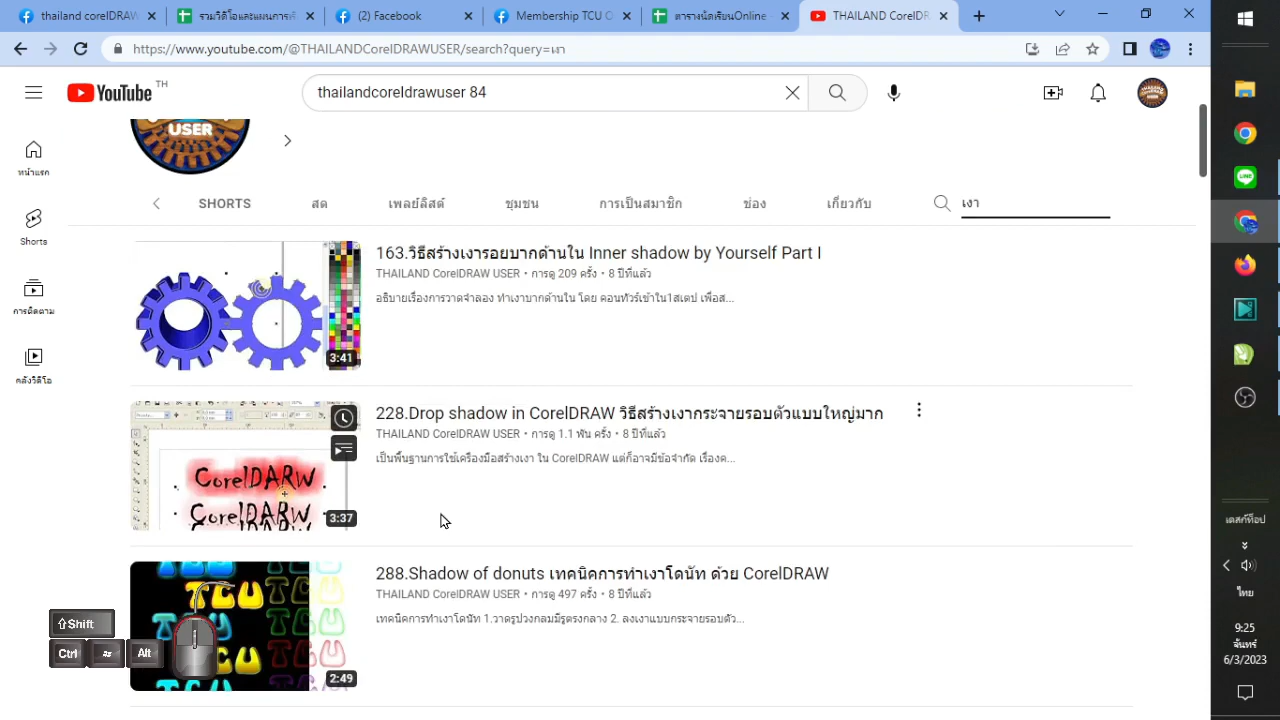 CorelDRAW
(2) Facebook
Membership TCU O
ตารางนัดเรียนOnline -
THAILAND CorelDR
https://www.youtube.com/@THAILANDCorelDRAWUSER/search?query=เงา
YouTube TH
thailandcoreldrawuser 84
USER
SHORTS
สด
เพลย์ลิสต์
ชุมชน
การเป็นสมาชิก
ช่อง
เกี่ยวกับ
เงา
หน้าแรก
Shorts
การติดตาม
คลังวิดีโอ
163.วิธีสร้างเงารอยบากด้านใน Inner shadow by Yourself Part I
THAILAND CorelDRAW USER • การดู 209 ครั้ง • 8 ปีที่แล้ว
อธิบายเรื่องการวาดจำลอง ทำเงาบากด้านใน โดย คอนทัวร์เข้าใน1สเตป เพื่อส...
3:41
228.Drop shadow in CorelDRAW วิธีสร้างเงากระจายรอบตัวแบบใหญ่มาก
THAILAND CorelDRAW USER • การดู 1.1 พัน ครั้ง • 8 ปีที่แล้ว
เป็นพื้นฐานการใช้เครื่องมือสร้างเงา ใน CorelDRAW แต่ก็อาจมีข้อจำกัด เรื่องค...
CorelDARW
CorelDARW
3:37
288.Shadow of donuts เทคนิคการทำเงาโดนัท ด้วย CorelDRAW
THAILAND CorelDRAW USER • การดู 497 ครั้ง • 8 ปีที่แล้ว
เทคนิคการทำเงาโดนัท 1.วาดรูปวงกลมมีรูตรงกลาง 2. ลงเงาแบบกระจายรอบตัว...
TCU
2:49
Shift
Ctrl
Alt
เดสก์ท็อป
ไทย
9:25
จันทร์
6/3/2023